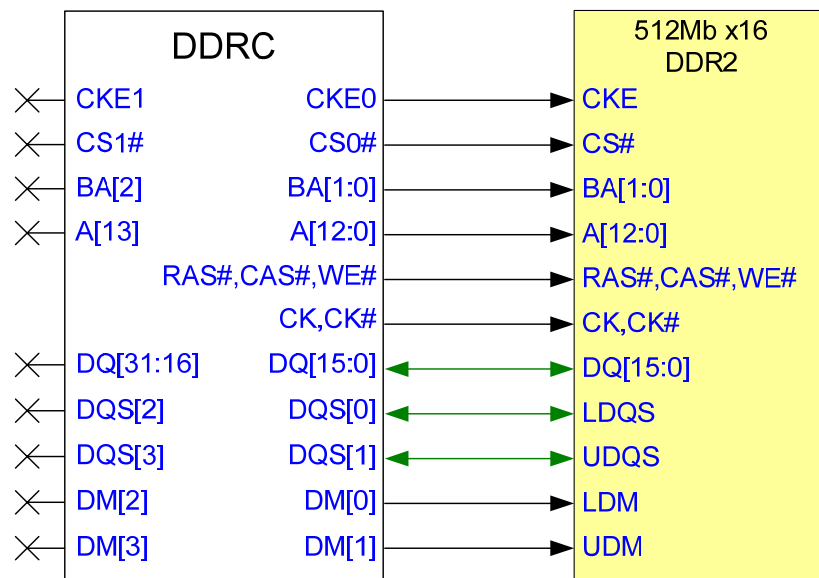 DDRC
512Mb x16
DDR2
CKE1 CKE0 CKE
CS1# CS0# CS#
BA[2] BA[1:0] BA[1:0]
A[13] A[12:0] A[12:0]
RAS#,CAS#,WE# RAS#,CAS#,WE#
CK,CK# CK,CK#
DQ[31:16] DQ[15:0] DQ[15:0]
DQS[2] DQS[0] LDQS
DQS[3] DQS[1] UDQS
DM[2] DM[0] LDM
DM[3] DM[1] UDM